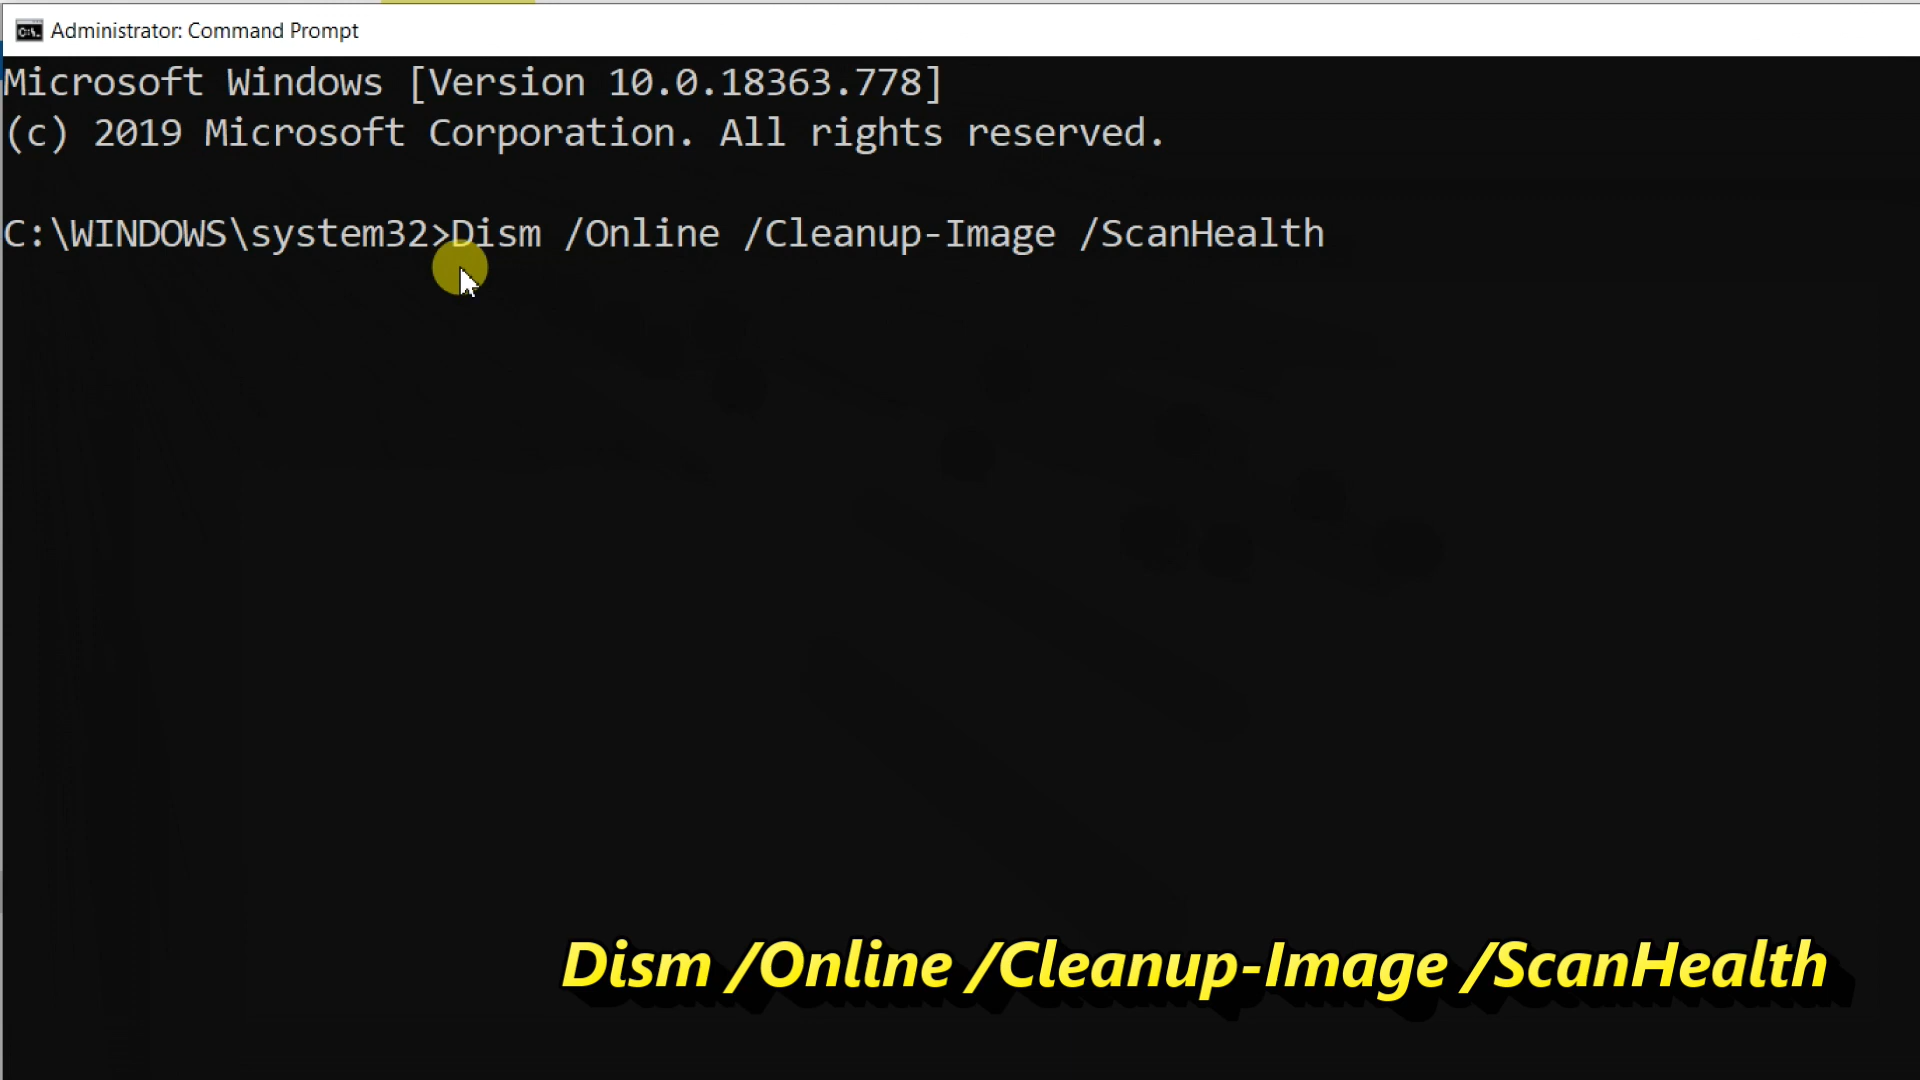 Administrator: Command Prompt
Microsoft Windows [Version 10.0.18363.778]
(c) 2019 Microsoft Corporation. All rights reserved.
C:\WINDOWS\system32>Dism /Online /Cleanup-Image /ScanHealth
Dism /Online /Cleanup-Image /ScanHealth